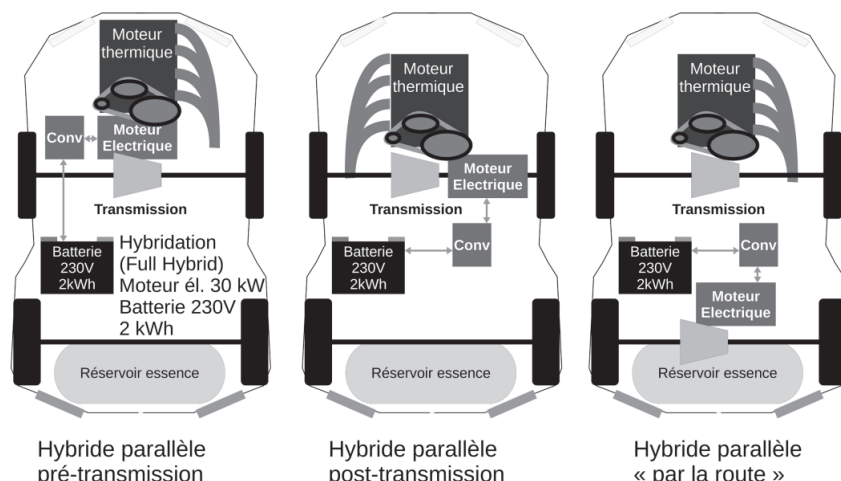 Moteur
thermique
Conv
Moteur
Electrique
Transmission
Batterie
230V
2kWh
Hybridation
(Full Hybrid)
Moteur él. 30 kW
Batterie 230V
2 kWh
Réservoir essence
Hybride parallèle
pré-transmission
Moteur
thermique
Moteur
Electrique
Transmission
Conv
Batterie
230V
2kWh
Réservoir essence
Hybride parallèle
post-transmission
Moteur
thermique
Transmission
Batterie
230V
2kWh
Conv
Moteur
Electrique
Réservoir essence
Hybride parallèle
« par la route »